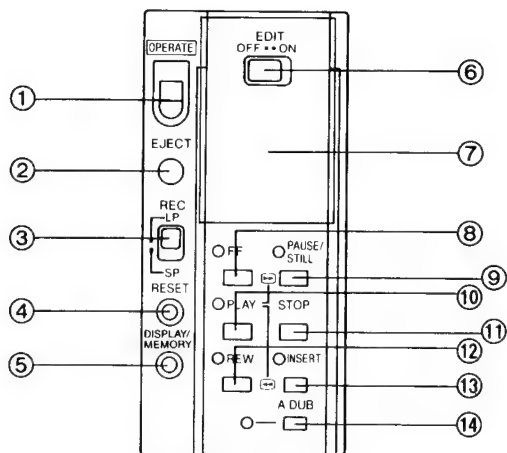 EDIT
OFF ●● ON
OPERATE
①
⑥
⑦
EJECT
②
REC
LP
③
SP
FF
PAUSE/
STILL
⑧
⑨
RESET
④
PLAY
STOP
⑩
⑪
DISPLAY/
MEMORY
⑤
REW
INSERT
⑫
⑬
A DUB
⑭